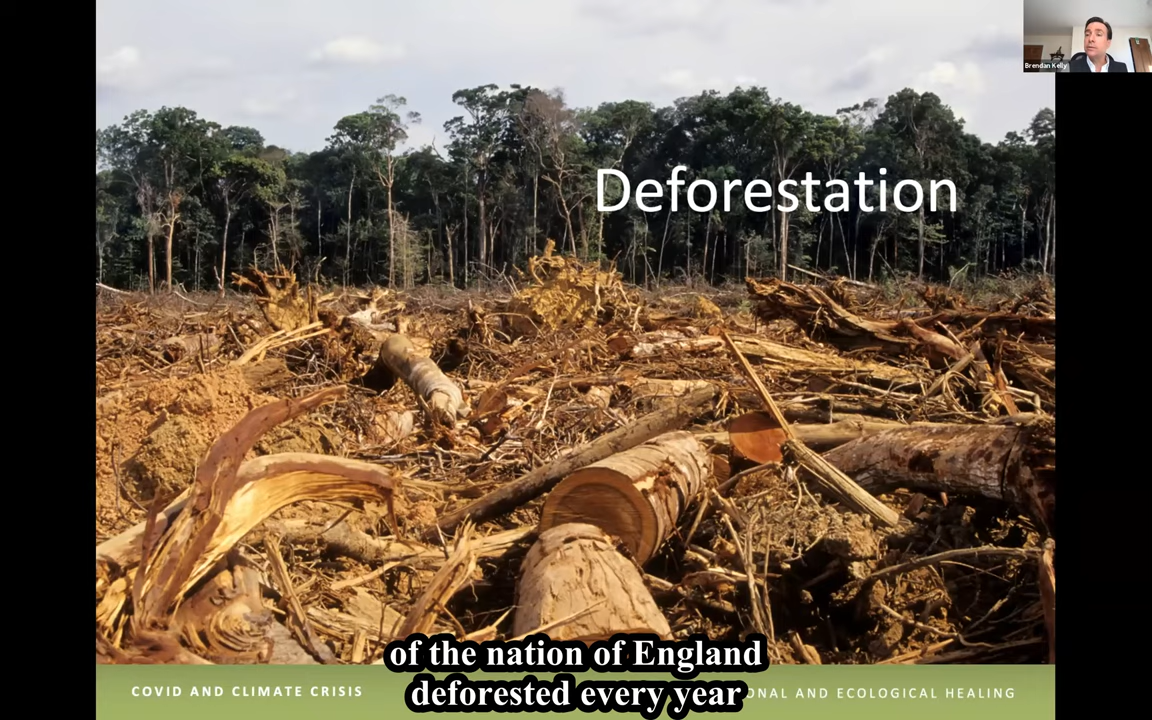 Brendan Kelly
Deforestation
of the nation of England
deforested every year
COVID AND CLIMATE CRISIS
ONAL AND ECOLOGICAL HEALING